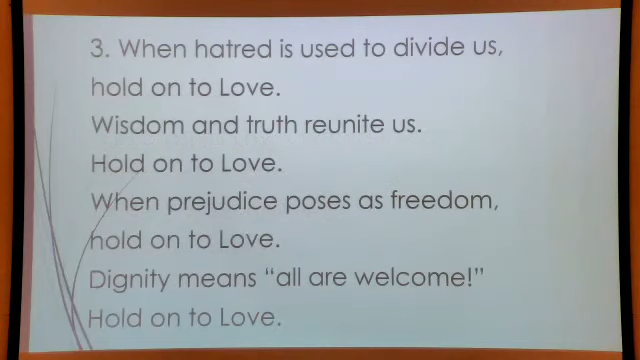 3. When hatred is used to divide us,
hold on to Love.
Wisdom and truth reunite us.
Hold on to Love.
When prejudice poses as freedom,
hold on to Love.
Dignity means “all are welcome!”
Hold on to Love.